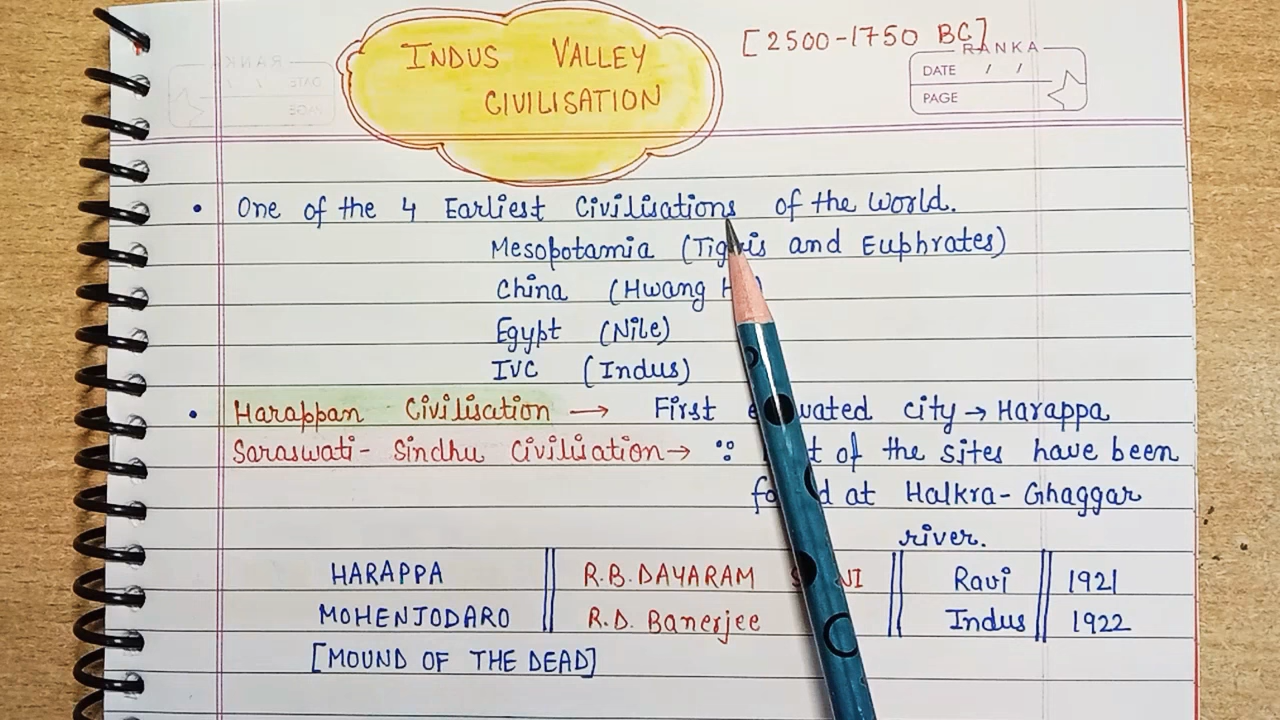 INDUS VALLEY CIVILISATION
[2500-1750 BC]
RANKA
DATE / /
PAGE
• One of the 4 Earliest Civilisations of the World.
Mesopotamia (Tigris and Euphrates)
China (Hwang
Egypt (Nile)
IVC (Indus)
• Harappan Civilisation → First city → Harappa
Saraswati- Sindhu Civilisation → ∵ of the sites have been
at Halkra-Ghaggar
river.
HARAPPA || R.B. DAYARAM || Ravi || 1921
MOHENJODARO || R.D. Banerjee || Indus || 1922
[MOUND OF THE DEAD]